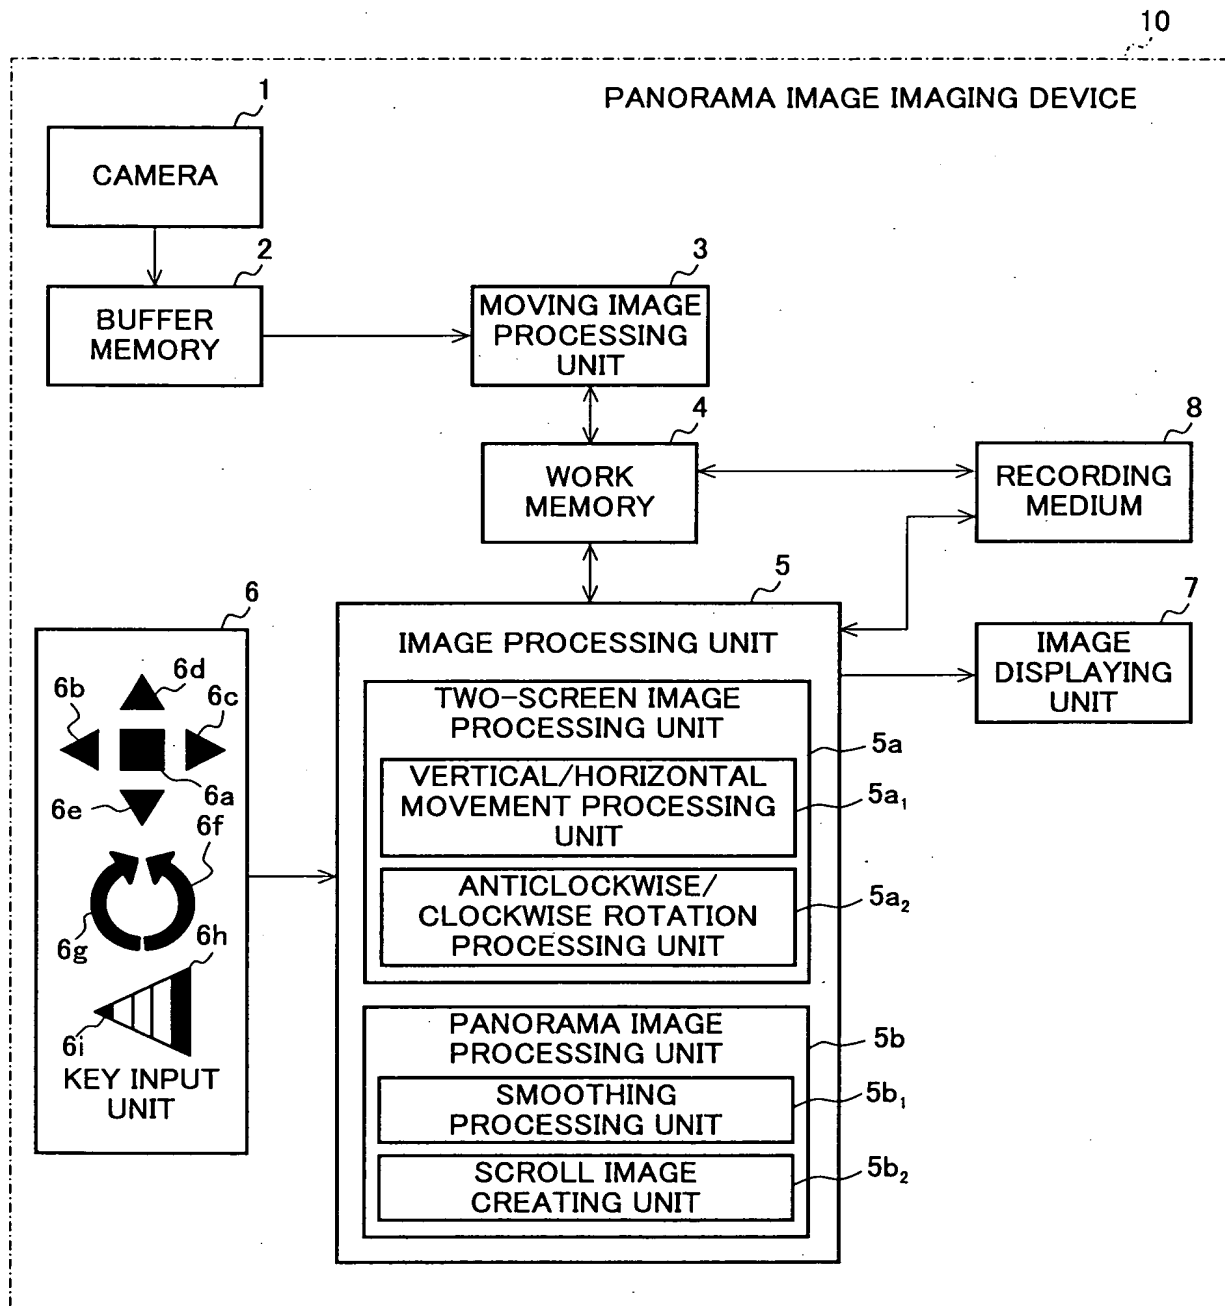 10
PANORAMA IMAGE IMAGING DEVICE
1
CAMERA
2
BUFFER
MEMORY
3
MOVING IMAGE
PROCESSING
UNIT
4
WORK
MEMORY
8
RECORDING
MEDIUM
7
IMAGE
DISPLAYING
UNIT
6
6d
6b
6c
6a
6e
6f
6g
6h
6i
KEY INPUT
UNIT
5
IMAGE PROCESSING UNIT
TWO-SCREEN IMAGE
PROCESSING UNIT
5a
VERTICAL/HORIZONTAL
MOVEMENT PROCESSING
UNIT
5a₁
ANTICLOCKWISE/
CLOCKWISE ROTATION
PROCESSING UNIT
5a₂
PANORAMA IMAGE
PROCESSING UNIT
5b
SMOOTHING
PROCESSING UNIT
5b₁
SCROLL IMAGE
CREATING UNIT
5b₂